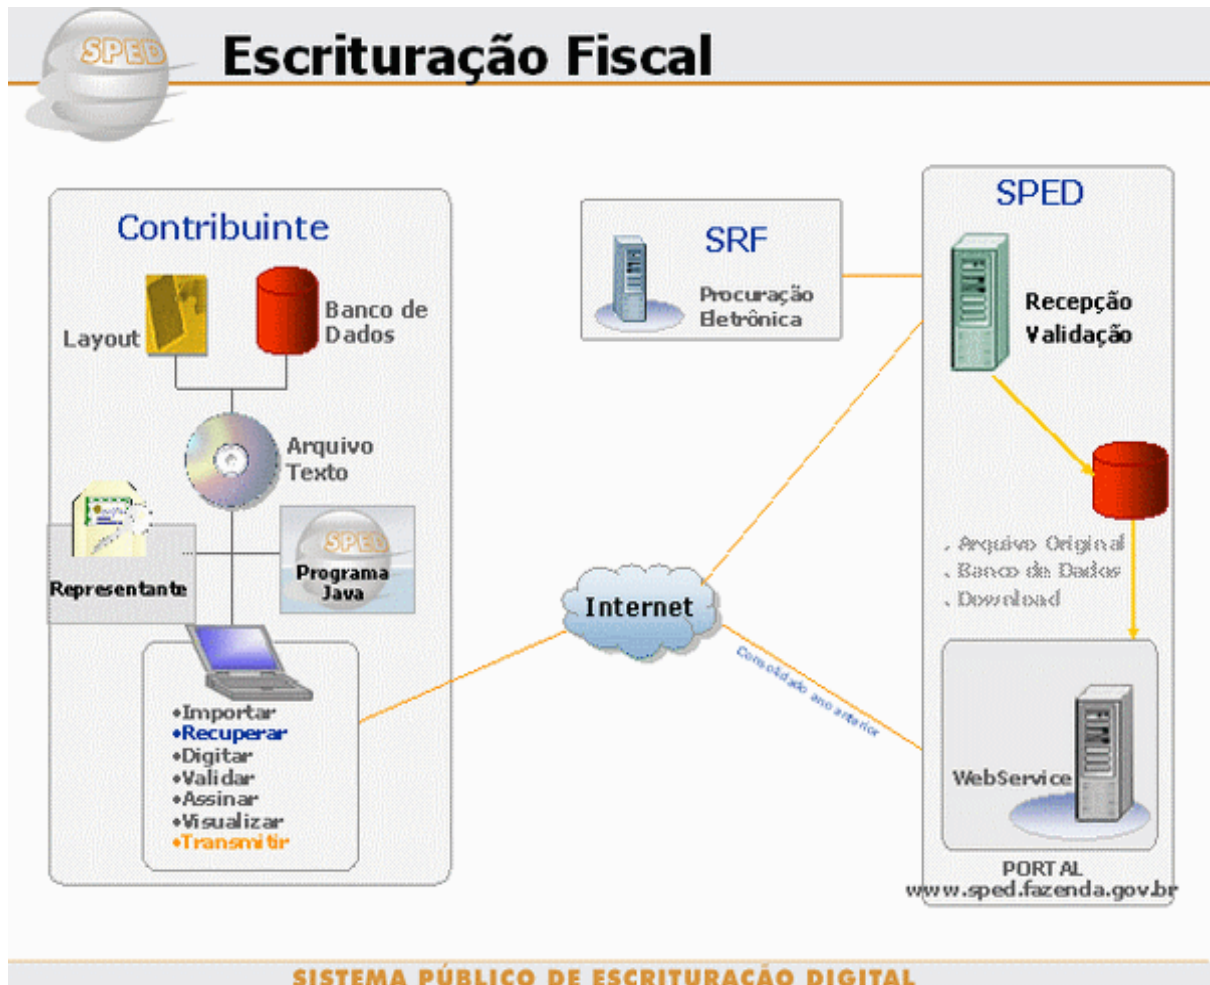 SPED
Escrituração Fiscal
Contribuinte
Layout
Banco de
Dados
Arquivo
Texto
Representante
SPED
Programa
Java
•Importar
•Recuperar
•Digitar
•Validar
•Assinar
•Visualizar
•Transmitir
Internet
Consolidado ano anterior
SRF
Procuração
Eletrônica
SPED
Recepção
Validação
. Arquivo Original
. Banco de Dados
. Download
WebService
PORTAL
www.sped.fazenda.gov.br
SISTEMA PÚBLICO DE ESCRITURAÇÃO DIGITAL